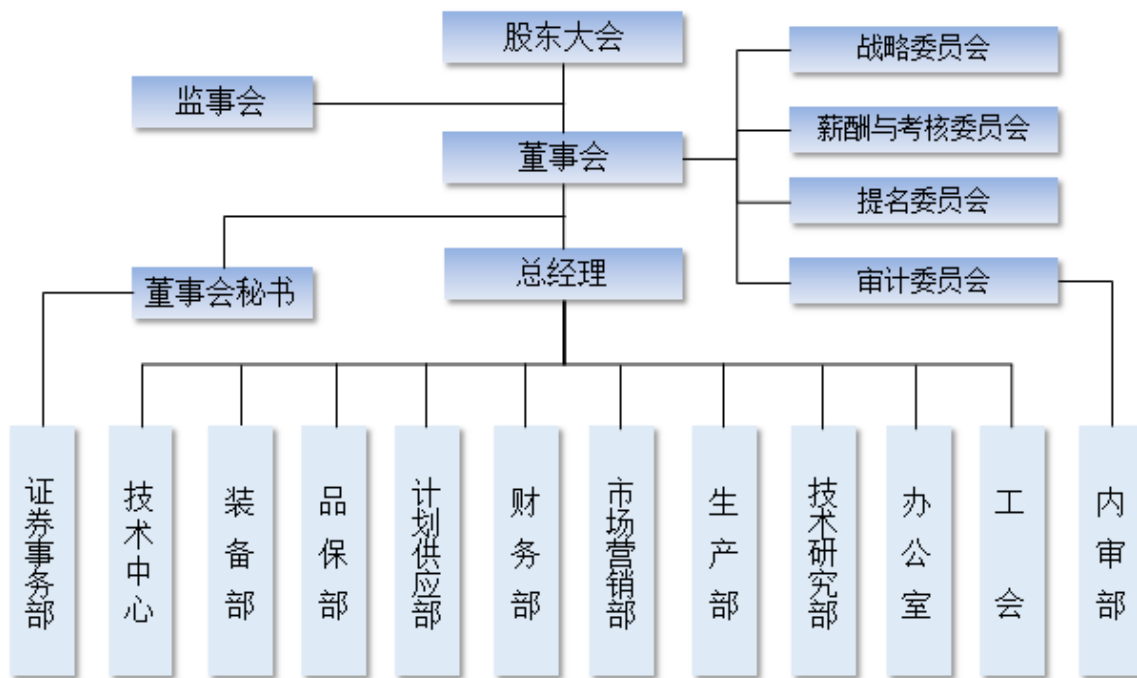 股东大会
战略委员会
监事会
薪酬与考核委员会
董事会
提名委员会
总经理
审计委员会
董事会秘书
证券事务部
技术中心
装备部
品保部
计划供应部
财务部
市场营销部
生产部
技术研究部
办公室
工会
内审部